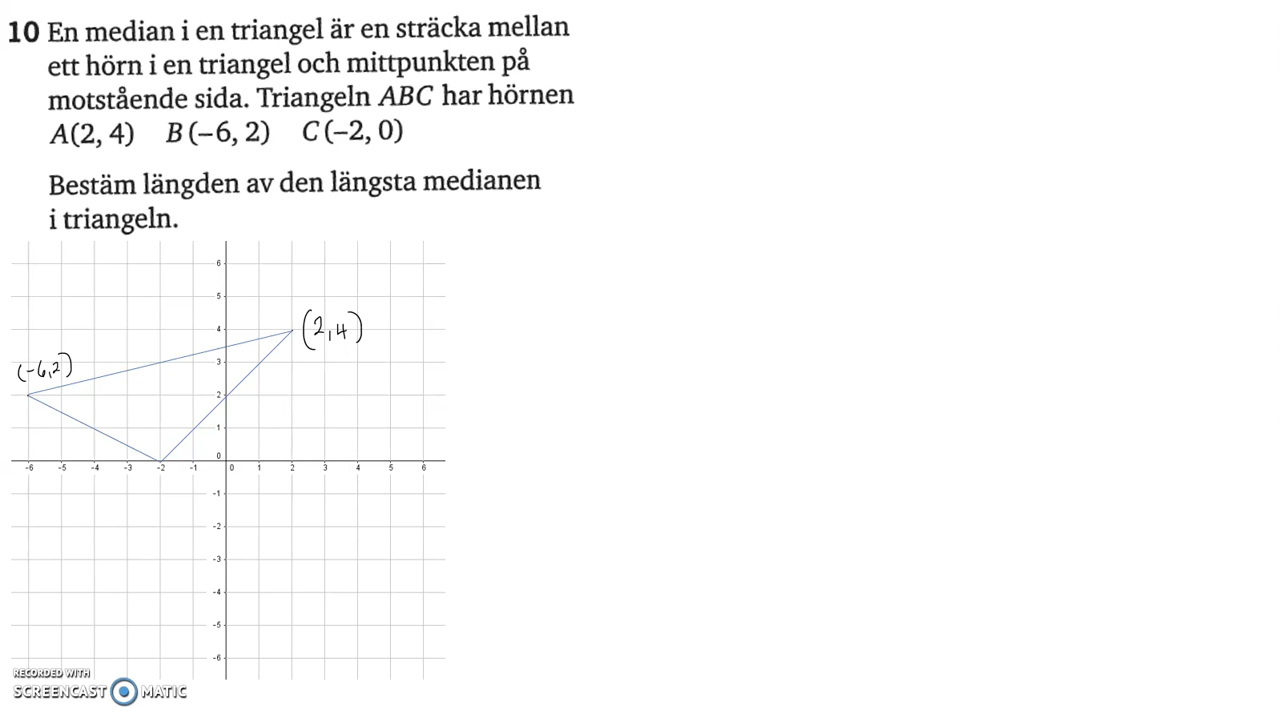 10 En median i en triangel är en sträcka mellan
ett hörn i en triangel och mittpunkten på
motstående sida. Triangeln ABC har hörnen
A(2, 4) B(–6, 2) C(–2, 0)
Bestäm längden av den längsta medianen
i triangeln.
6
5
(2,4)
4
(-6,2)
3
2
1
0
-6 -5 -4 -3 -2 -1 0 1 2 3 4 5 6
-1
-2
-3
-4
-5
-6
RECORDED WITH
SCREENCAST MATIC